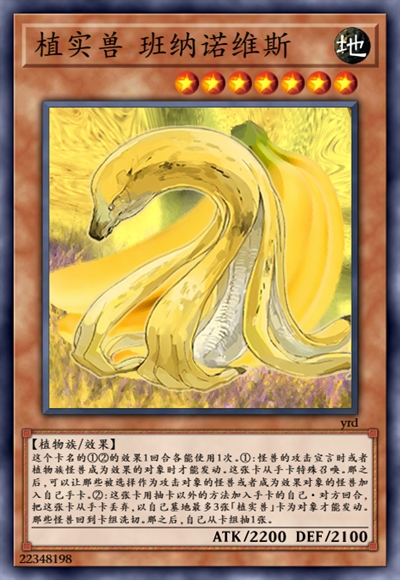 植实兽 班纳诺维斯
地
yrd
【植物族/效果】
这个卡名的①②的效果1回合各能使用1次。①:怪兽的攻击宣言时或者
植物族怪兽成为效果的对象时才能发动。这张卡从手卡特殊召唤。那之
后,可以让那些被选择作为攻击对象的怪兽或者成为效果对象的怪兽加
入自己手卡。②:这张卡用抽卡以外的方法加入手卡的自己·对方回合,
把这张卡从手卡丢弃,以自己墓地最多3张「植实兽」卡为对象才能发动。
那些怪兽回到卡组洗切。那之后,自己从卡组抽1张。
ATK/2200 DEF/2100
22348198